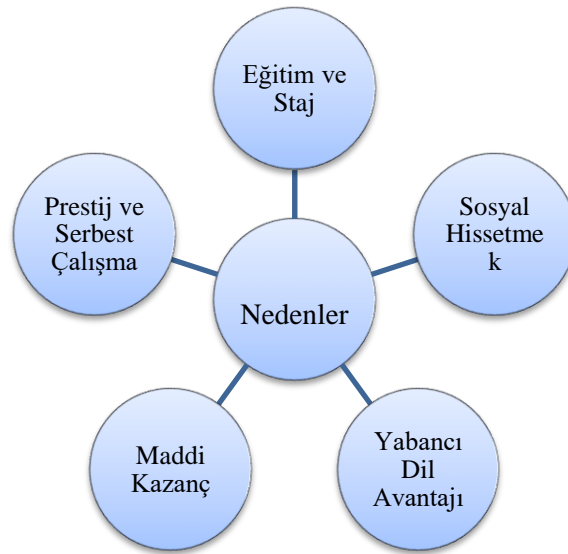 Eğitim ve
Staj
Prestij ve
Serbest
Çalışma
Sosyal
Hissetme
k
Nedenler
Maddi
Kazanç
Yabancı
Dil
Avantajı